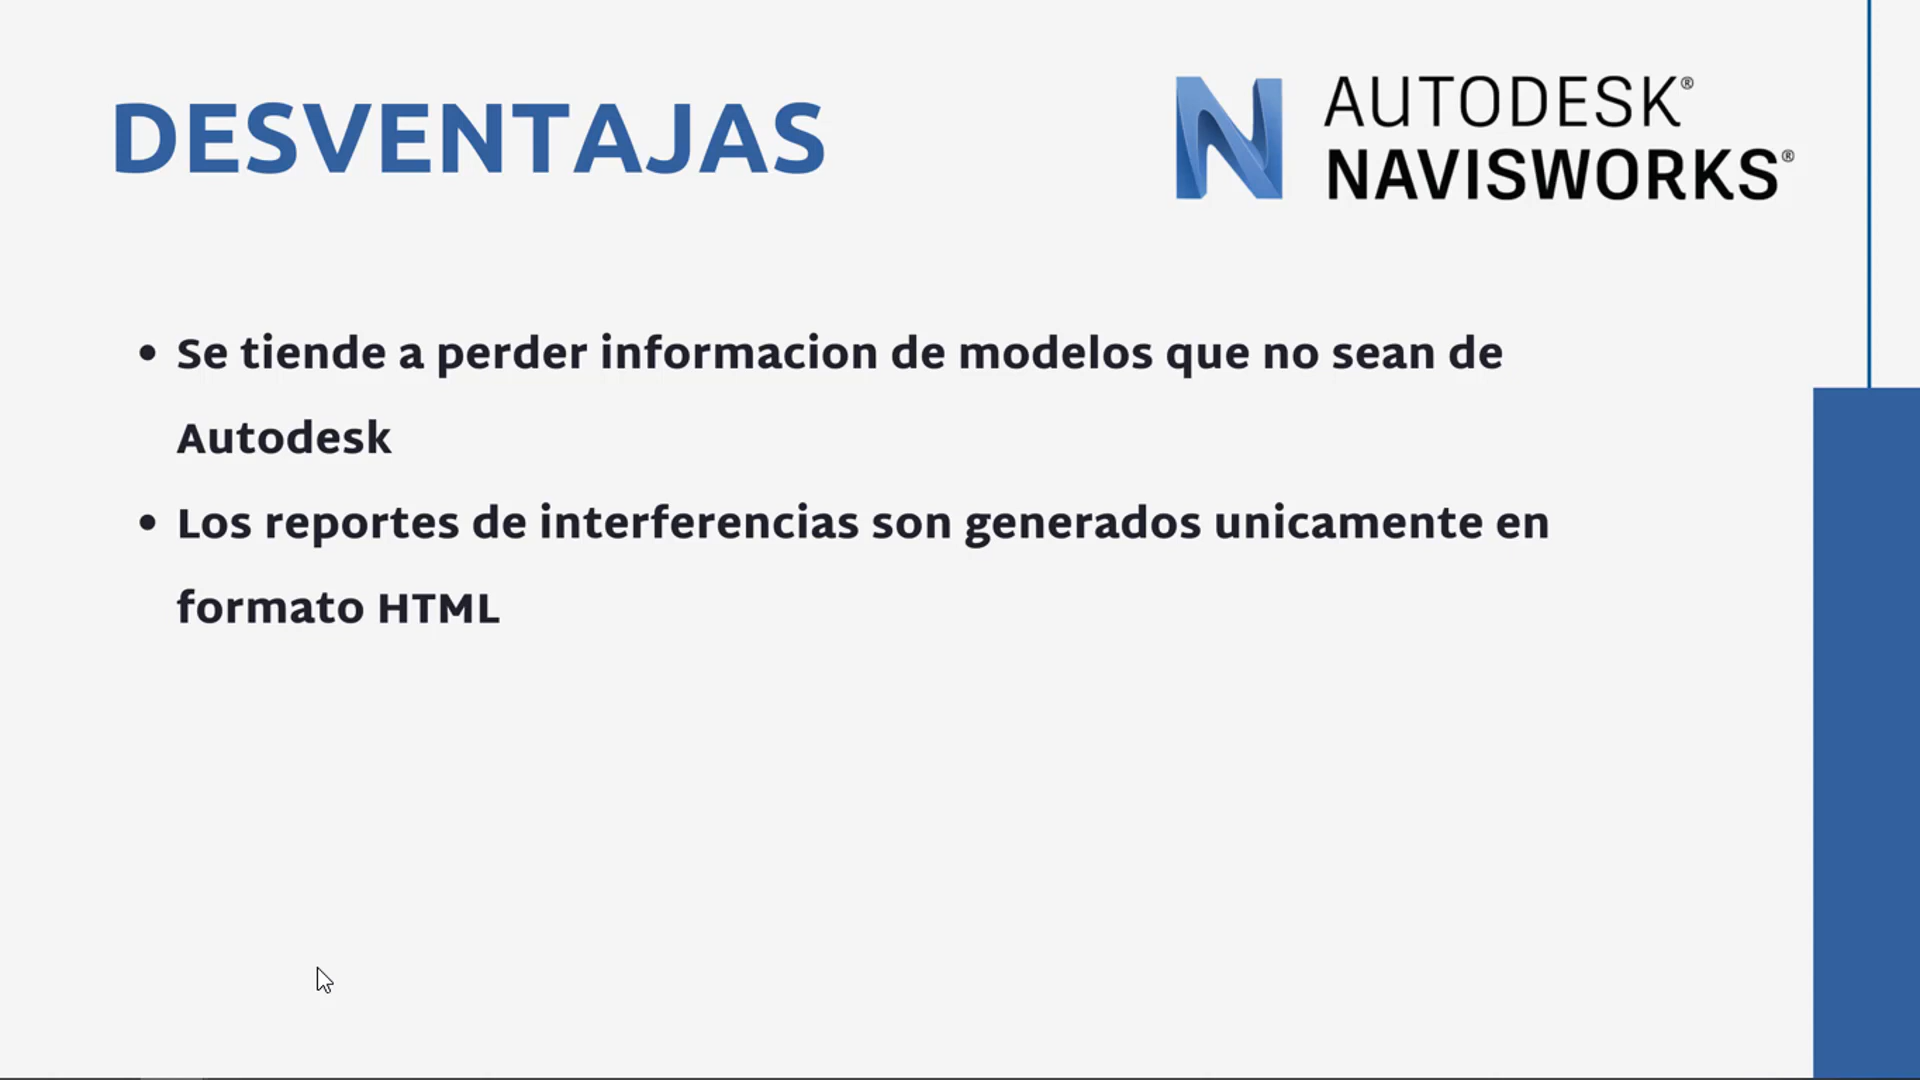 DESVENTAJAS
AUTODESK®
NAVISWORKS®
• Se tiende a perder informacion de modelos que no sean de
Autodesk
• Los reportes de interferencias son generados unicamente en
formato HTML